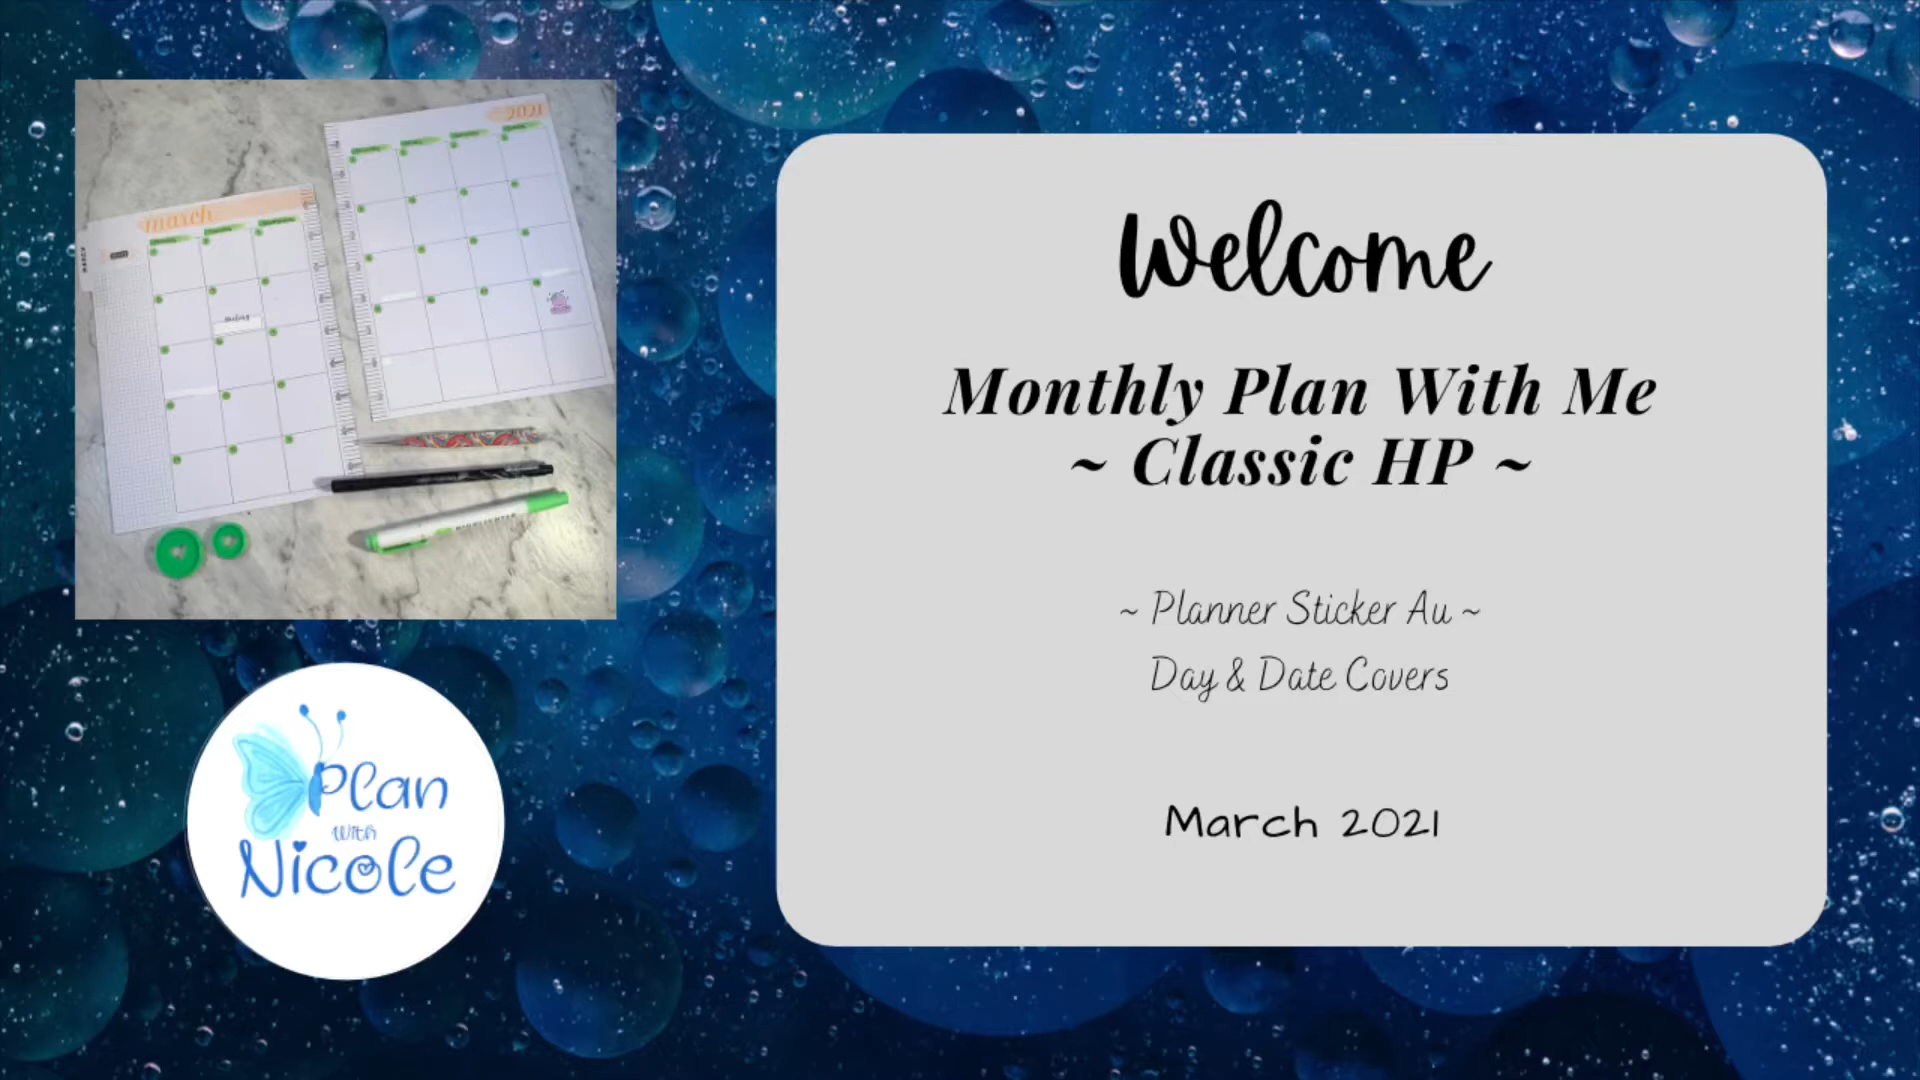 2021
march
MARCH
Welcome
Monthly Plan With Me
~ Classic HP ~
~ Planner Sticker Au ~
Day & Date Covers
March 2021
Plan
With
Nicole